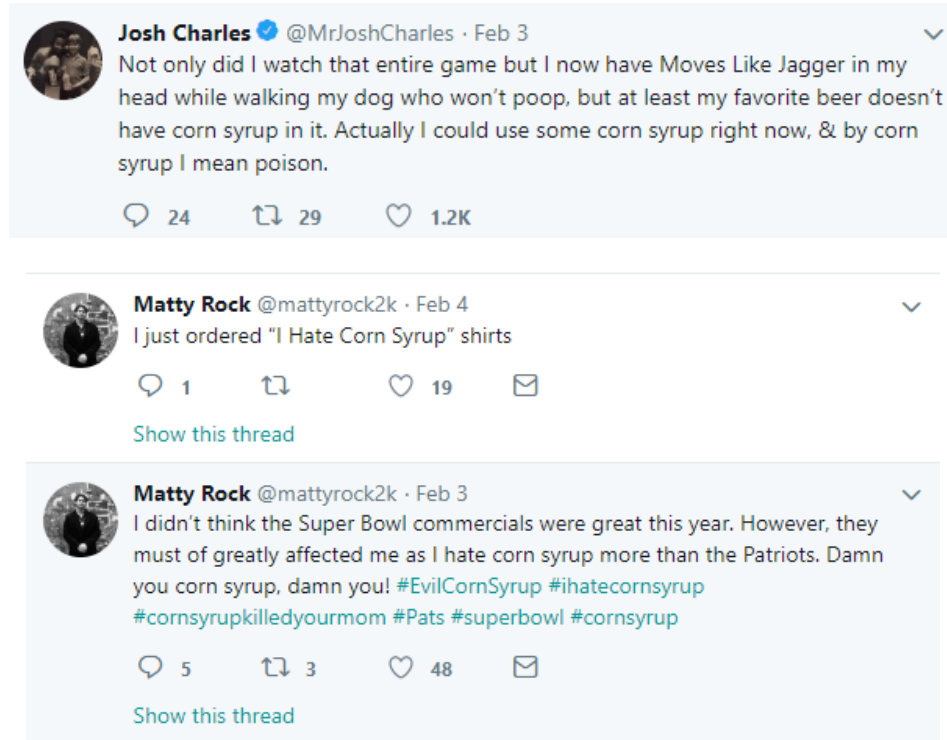 Josh Charles @MrJoshCharles · Feb 3
Not only did I watch that entire game but I now have Moves Like Jagger in my
head while walking my dog who won't poop, but at least my favorite beer doesn't
have corn syrup in it. Actually I could use some corn syrup right now, & by corn
syrup I mean poison.
24 29 1.2K
Matty Rock @mattyrock2k · Feb 4
I just ordered "I Hate Corn Syrup" shirts
1 19
Show this thread
Matty Rock @mattyrock2k · Feb 3
I didn't think the Super Bowl commercials were great this year. However, they
must of greatly affected me as I hate corn syrup more than the Patriots. Damn
you corn syrup, damn you! #EvilCornSyrup #ihatecornsyrup
#cornsyrupkilledyourmom #Pats #superbowl #cornsyrup
5 3 48
Show this thread